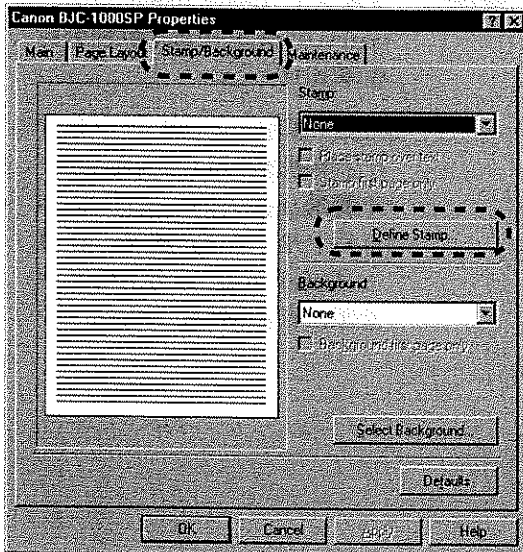 Canon BJC-1000SP Properties
Main Page Layout Stamp/Background Maintenance
Stamp
None
Place stamp over text
Stamp first page only
Define Stamp...
Background
None
Background first page only
Select Background...
Defaults
OK Cancel Apply Help